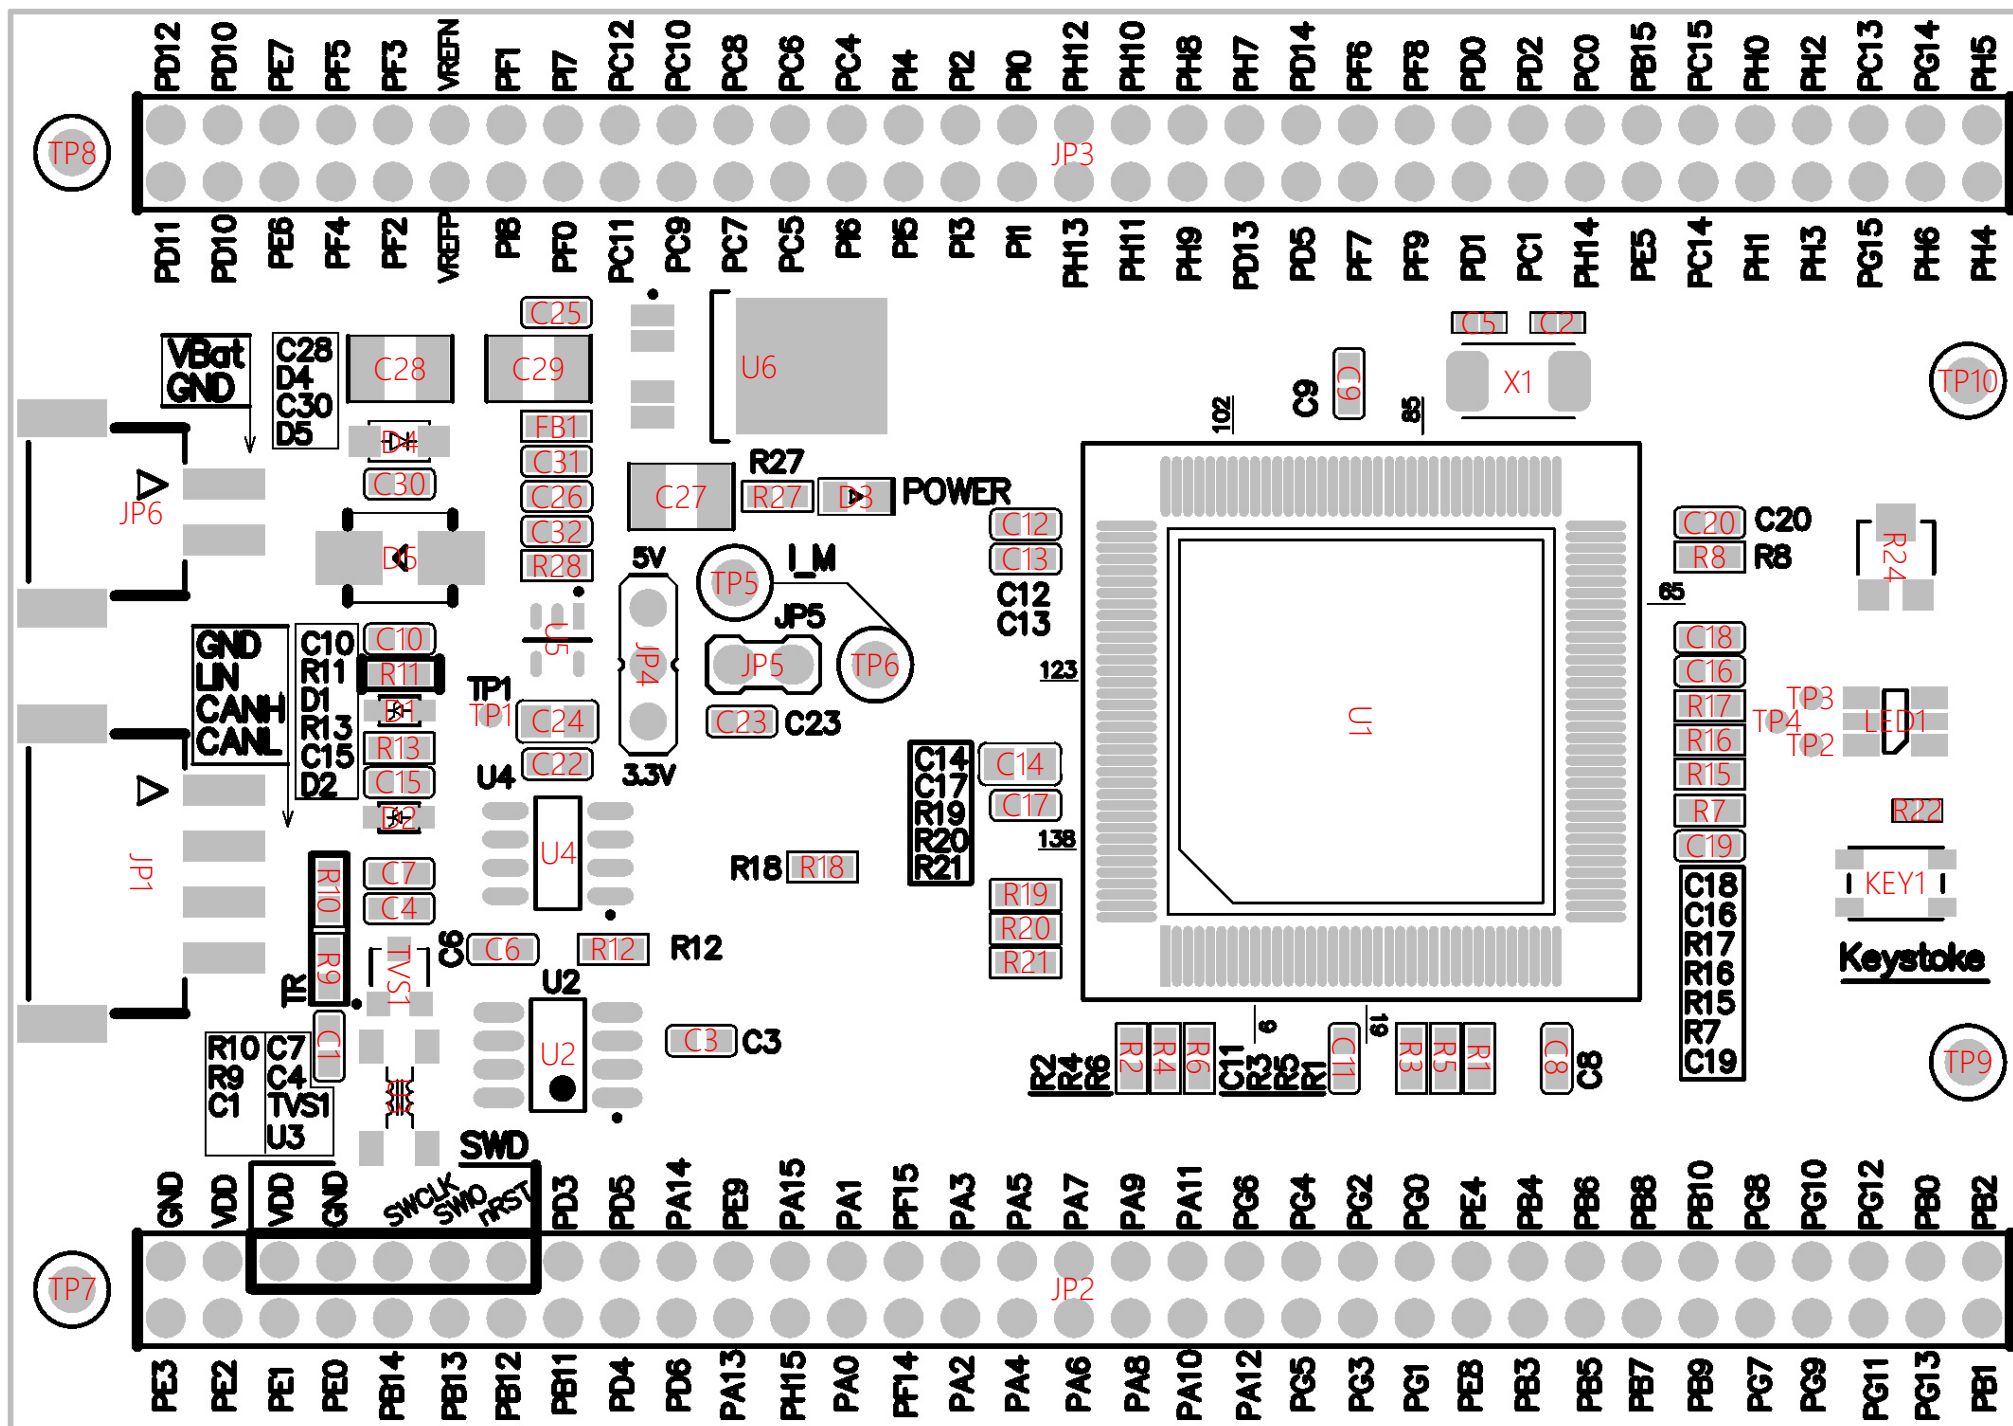 PD12 PD10 PE7 PF5 PF3 VREFN PF1 PI7 PC12 PC10 PC8 PC6 PC4 PI4 PI2 PI0 PH12 PH10 PH8 PH7 PD14 PF6 PF8 PD0 PD2 PC0 PB15 PC15 PH0 PH2 PC13 PG14 PH5
TP8
JP3
PD11 PD10 PE6 PF4 PF2 VREFP PI8 PF0 PC11 PC9 PC7 PC5 PI6 PI5 PI3 PI1 PH13 PH11 PH9 PD13 PD5 PF7 PF9 PD1 PC1 PH14 PE5 PC14 PH1 PH3 PG15 PH6 PH4
VBat
GND
C28
D4
C30
D5
C28
C29
C25
U6
C9
C9
C5
C2
X1
TP10
102
85
D4
FB1
C30
C31
C26
C32
R28
JP6
D5
C27
R27
R27
D3
POWER
C12
C13
C12
C13
C20
C20
R8
R8
R24
65
5V
TP5
I_M
JP5
JP5
TP6
JP4
3.3V
U5
GND
LIN
CANH
CANL
C10
R11
D1
R13
C15
D2
C10
R11
D1
R13
C15
D2
TP1
TP1
C24
C22
C23
C23
U4
U4
123
138
U1
C14
C17
R19
R20
R21
C14
C17
R19
R20
R21
R18
R18
C18
C16
R17
R16
R15
R7
C19
TP3
TP4
TP2
LED1
R22
KEY1
Keystoke
C18
C16
R17
R16
R15
R7
C19
JP1
R10
R9
TR
C7
C4
TVS1
C6
C6
R12
R12
U2
U2
C3
C3
C1
R10
R9
C1
C7
C4
TVS1
U3
9
19
R2
R4
R6
R2
R4
R6
C11
R3
R5
R1
C11
R3
R5
R1
C8
C8
TP9
SWD
GND VDD VDD GND SWCLK SWIO nRST PD3 PD5 PA14 PE9 PA15 PA1 PF15 PA3 PA5 PA7 PA9 PA11 PG6 PG4 PG2 PG0 PE4 PB4 PB6 PB8 PB10 PG8 PG10 PG12 PB0 PB2
TP7
JP2
PE3 PE2 PE1 PE0 PB14 PB13 PB12 PB11 PD4 PD6 PA13 PH15 PA0 PF14 PA2 PA4 PA6 PA8 PA10 PA12 PG5 PG3 PG1 PE8 PB3 PB5 PB7 PB9 PG7 PG9 PG11 PG13 PB1